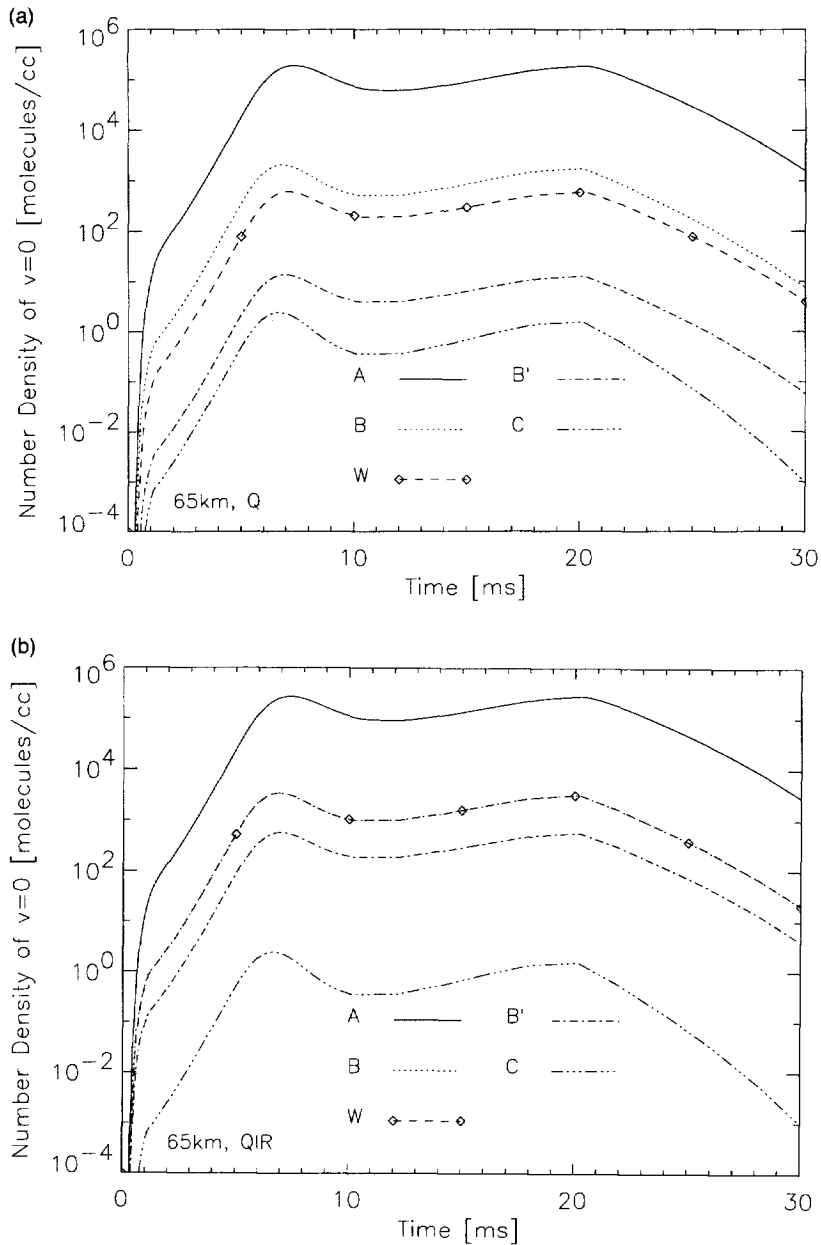 (a)
Number Density of v=0 [molecules/cc]
10^6
10^4
10^2
10^0
10^-2
10^-4
A
B'
B
C
W
65km, Q
0
10
20
30
Time [ms]
(b)
Number Density of v=0 [molecules/cc]
10^6
10^4
10^2
10^0
10^-2
10^-4
A
B'
B
C
W
65km, QIR
0
10
20
30
Time [ms]